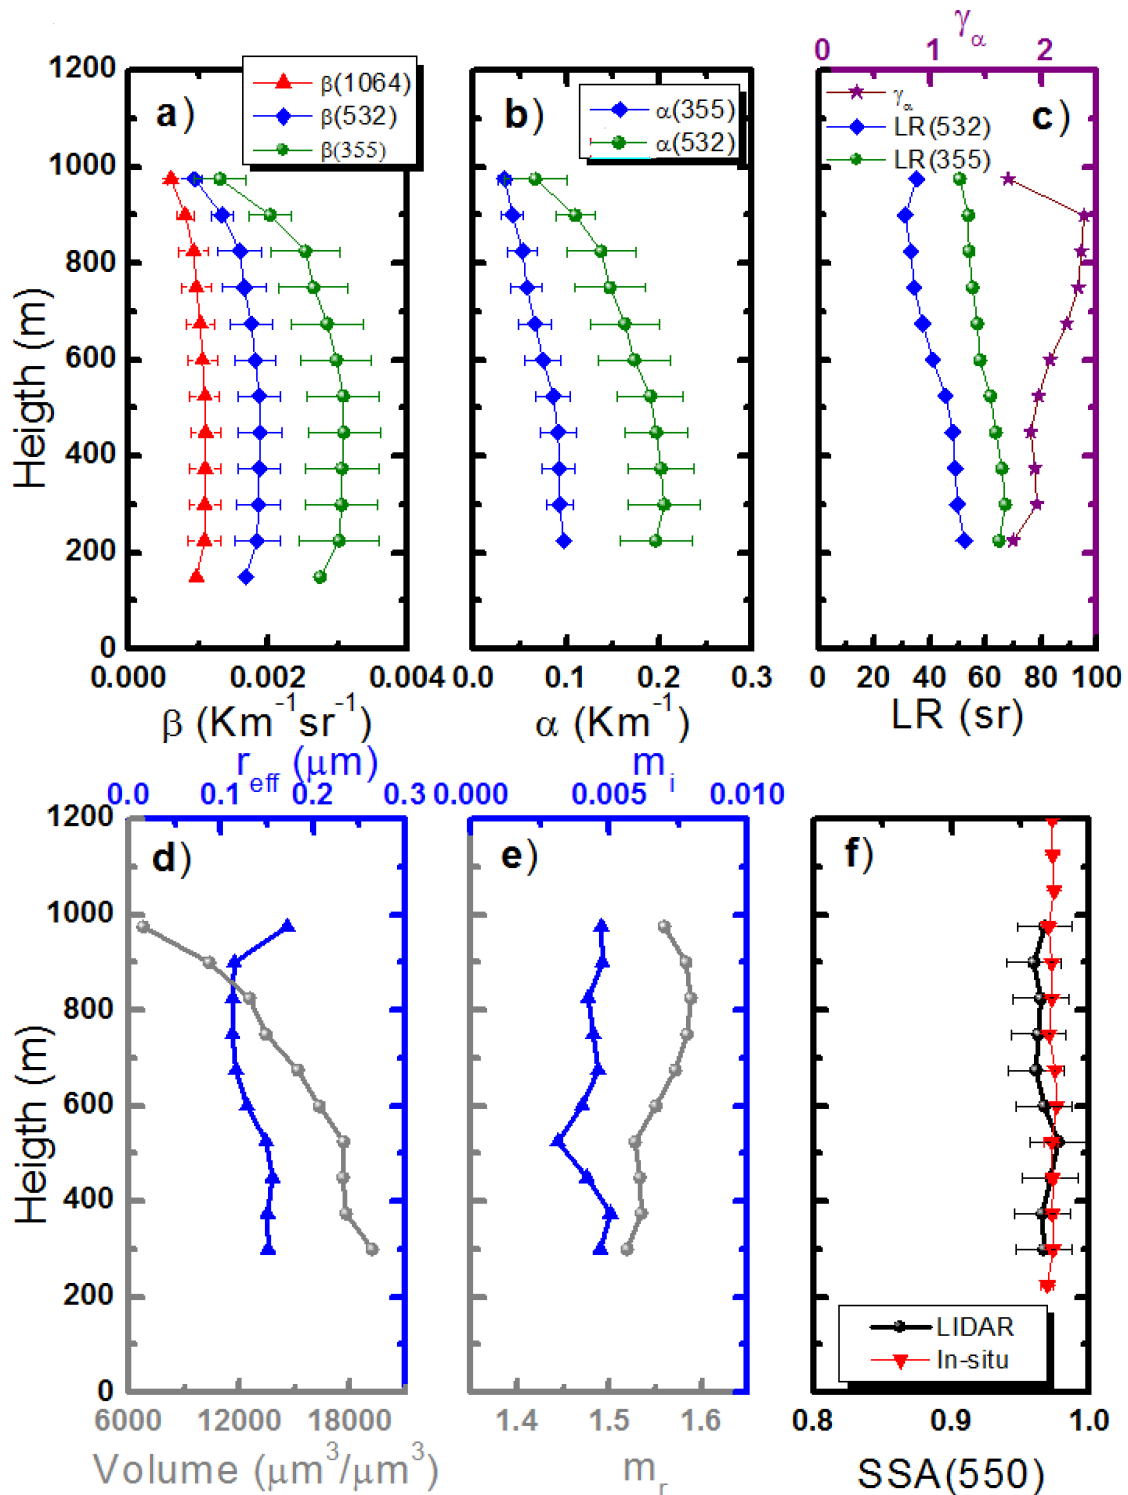 0 1 2 γα
1200
1000
800
600
400
200
0
Heigth (m)
a)
β(1064)
β(532)
β(355)
b)
α(355)
α(532)
c)
γα
LR(532)
LR(355)
0.000 0.002 0.004
β (Km⁻¹sr⁻¹)
0.0 0.1 0.2 0.3
α (Km⁻¹)
0 20 40 60 80 100
LR (sr)
r_eff (μm)
0.0 0.1 0.2 0.3
m_i
0.000 0.005 0.010
1200
1000
800
600
400
200
0
Heigth (m)
d)
e)
f)
LIDAR
In-situ
6000 12000 18000
Volume (μm³/μm³)
1.4 1.5 1.6
m_r
0.8 0.9 1.0
SSA(550)